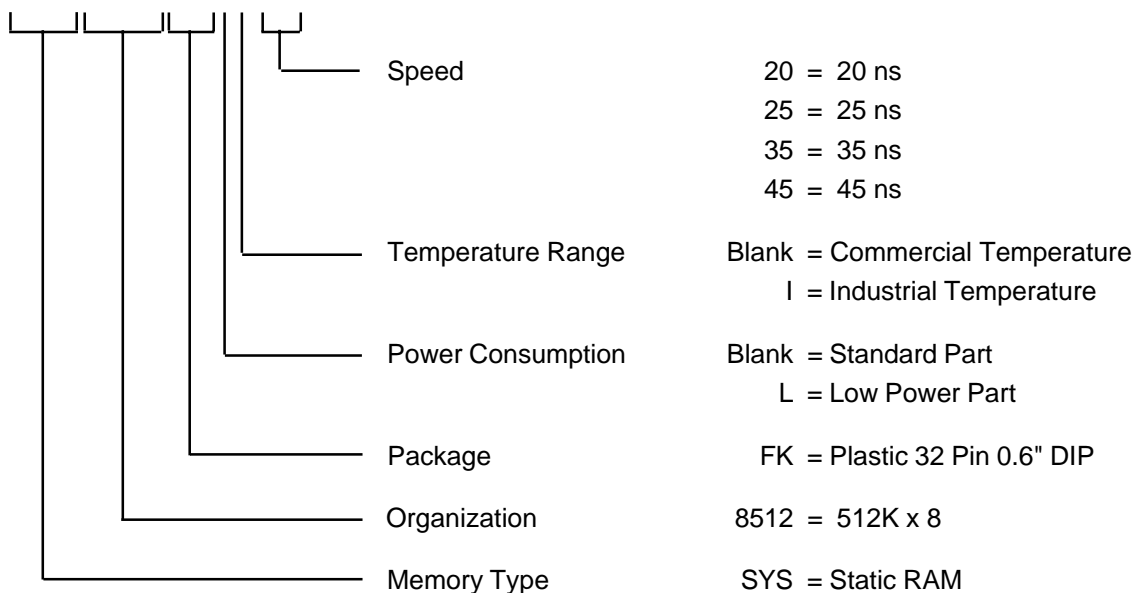 Speed 20 = 20 ns
25 = 25 ns
35 = 35 ns
45 = 45 ns
Temperature Range Blank = Commercial Temperature
I = Industrial Temperature
Power Consumption Blank = Standard Part
L = Low Power Part
Package FK = Plastic 32 Pin 0.6" DIP
Organization 8512 = 512K x 8
Memory Type SYS = Static RAM